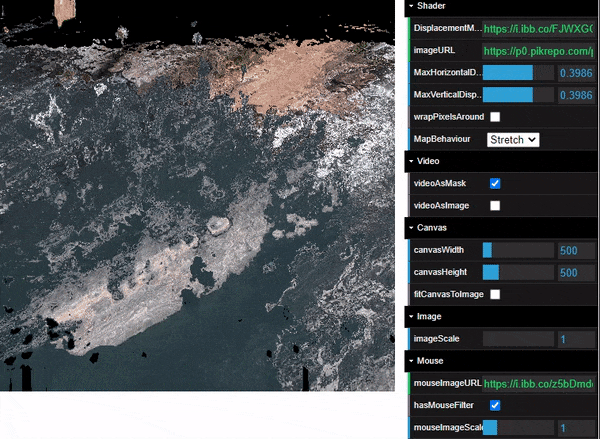 Shader
DisplacementM...
https://i.ibb.co/FJWXG
imageURL
https://p0.pikrepo.com/
MaxHorizontalD...
0.3986
MaxVerticalDisp...
0.3986
wrapPixelsAround
MapBehaviour
Stretch
Video
videoAsMask
videoAsImage
Canvas
canvasWidth
500
canvasHeight
500
fitCanvasToImage
Image
imageScale
1
Mouse
mouseImageURL
https://i.ibb.co/z5bDmd
hasMouseFilter
mouseImageScale
1